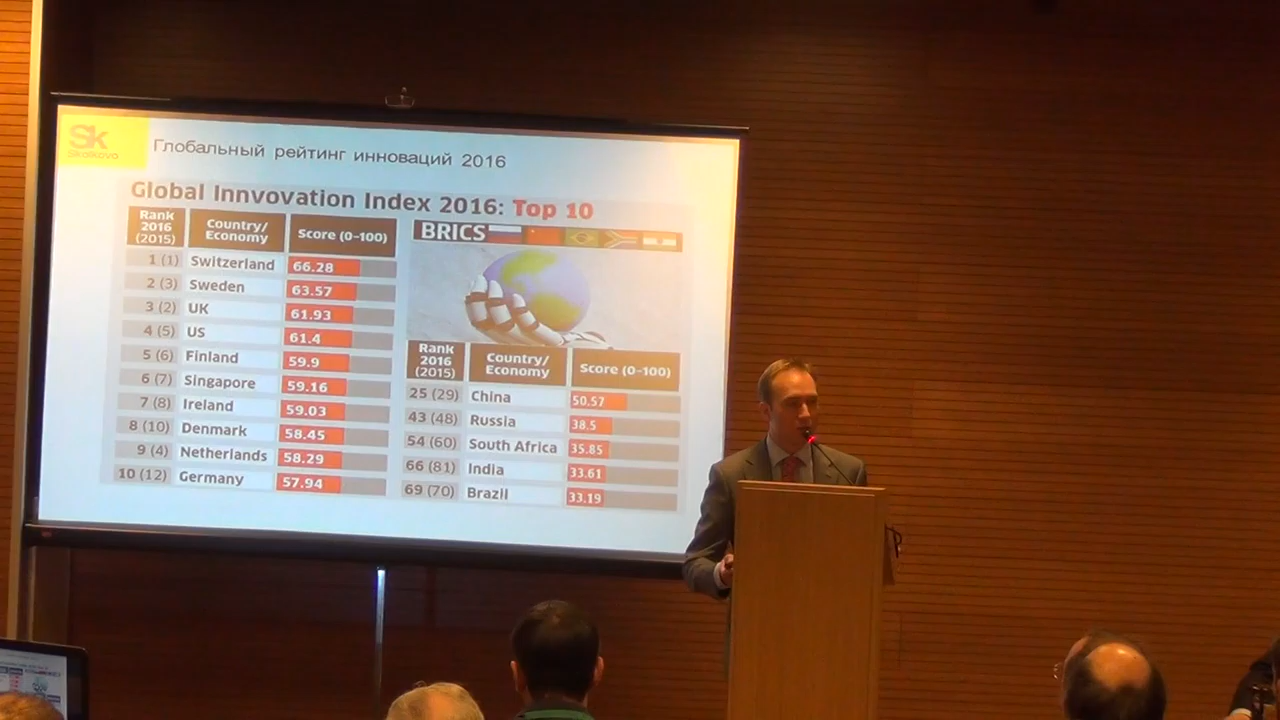 Sk
Skolkovo
Глобальный рейтинг инноваций 2016
Global Innvovation Index 2016: Top 10
Rank 2016 (2015) Country/Economy Score (0-100)
1 (1) Switzerland 66.28
2 (3) Sweden 63.57
3 (2) UK 61.93
4 (5) US 61.4
5 (6) Finland 59.9
6 (7) Singapore 59.16
7 (8) Ireland 59.03
8 (10) Denmark 58.45
9 (4) Netherlands 58.29
10 (12) Germany 57.94
BRICS
Rank 2016 (2015) Country/Economy Score (0-100)
25 (29) China 50.57
43 (48) Russia 38.5
54 (60) South Africa 35.85
66 (81) India 33.61
69 (70) Brazil 33.19